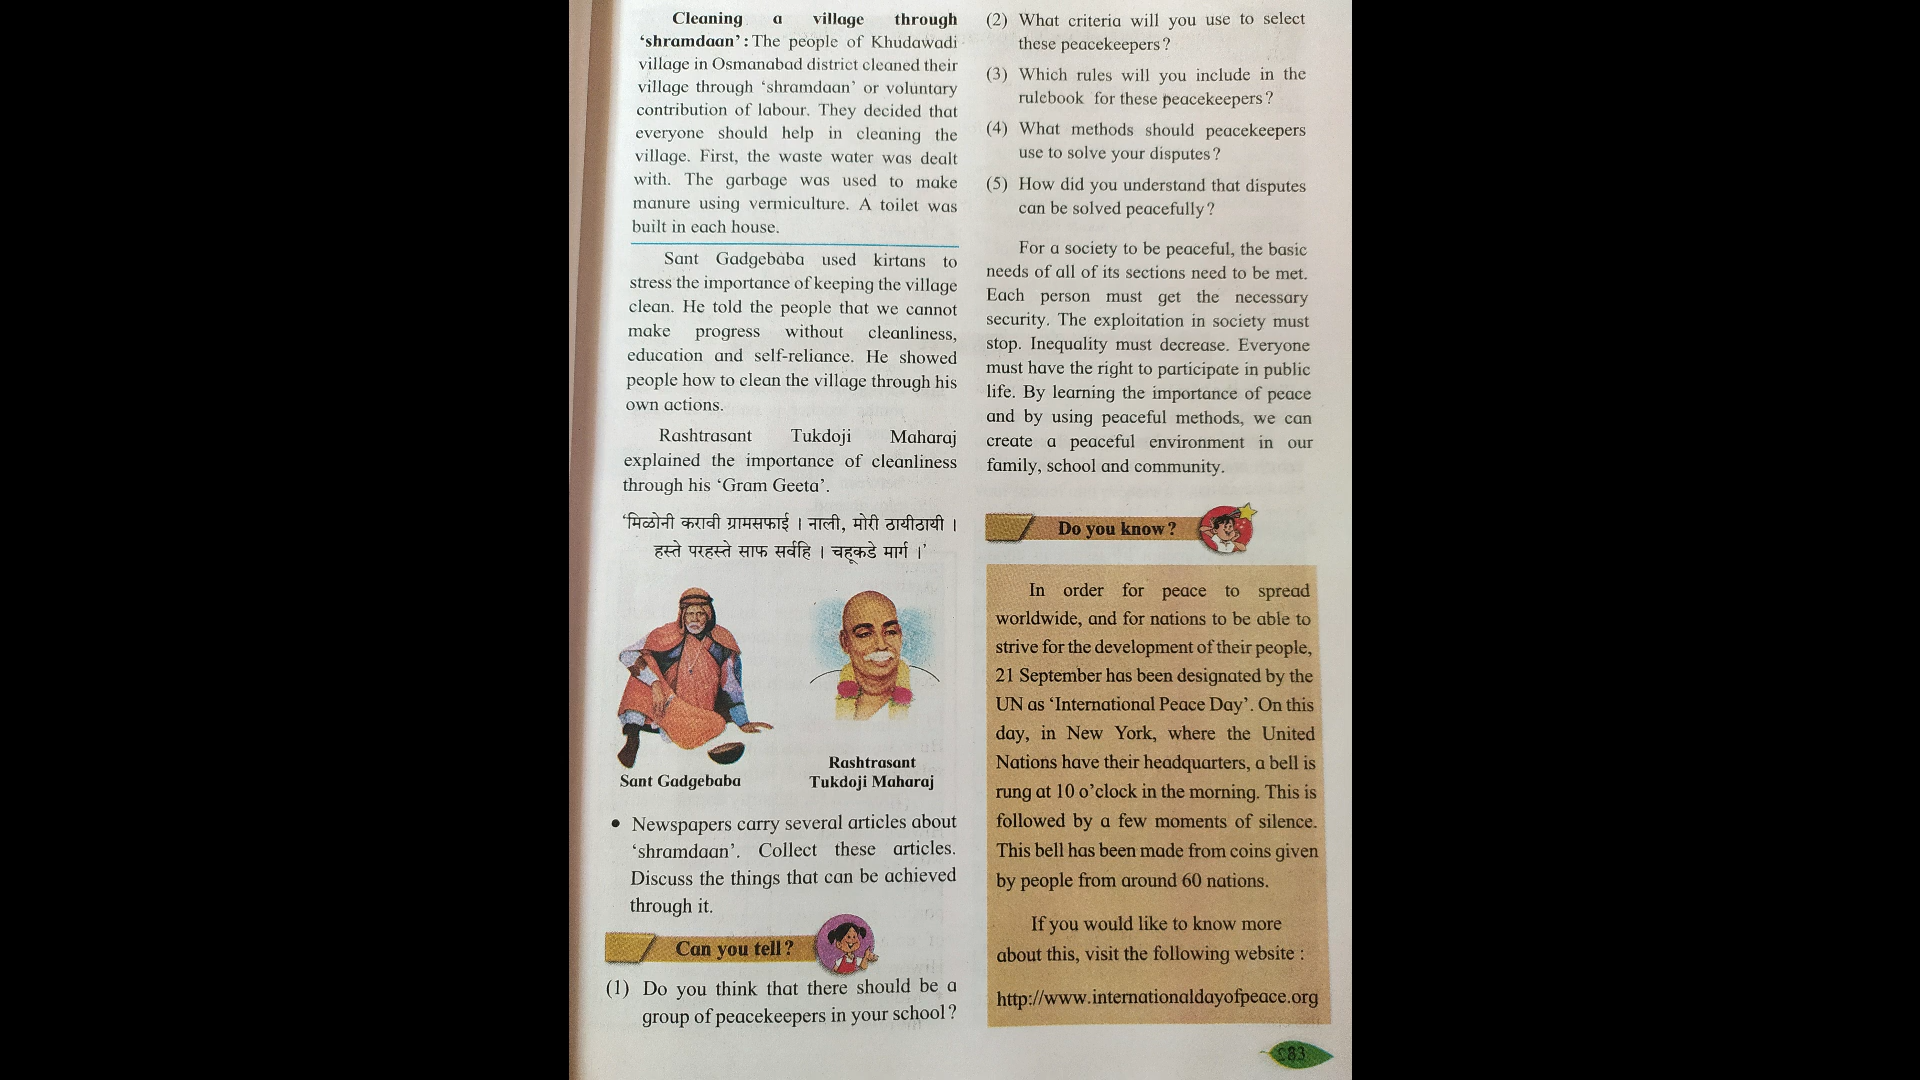 Cleaning a village through
‘shramdaan’ : The people of Khudawadi
village in Osmanabad district cleaned their
village through ‘shramdaan’ or voluntary
contribution of labour. They decided that
everyone should help in cleaning the
village. First, the waste water was dealt
with. The garbage was used to make
manure using vermiculture. A toilet was
built in each house.
Sant Gadgebaba used kirtans to
stress the importance of keeping the village
clean. He told the people that we cannot
make progress without cleanliness,
education and self-reliance. He showed
people how to clean the village through his
own actions.
Rashtrasant Tukdoji Maharaj
explained the importance of cleanliness
through his ‘Gram Geeta’.
‘मिळोनी करावी ग्रामसफाई । नाली, मोरी ठायीठायी ।
हस्ते परहस्ते साफ सर्वहि । चहूकडे मार्ग ।’
Sant Gadgebaba
Rashtrasant
Tukdoji Maharaj
• Newspapers carry several articles about
‘shramdaan’. Collect these articles.
Discuss the things that can be achieved
through it.
Can you tell ?
(1) Do you think that there should be a
group of peacekeepers in your school ?
(2) What criteria will you use to select
these peacekeepers ?
(3) Which rules will you include in the
rulebook for these peacekeepers ?
(4) What methods should peacekeepers
use to solve your disputes ?
(5) How did you understand that disputes
can be solved peacefully ?
For a society to be peaceful, the basic
needs of all of its sections need to be met.
Each person must get the necessary
security. The exploitation in society must
stop. Inequality must decrease. Everyone
must have the right to participate in public
life. By learning the importance of peace
and by using peaceful methods, we can
create a peaceful environment in our
family, school and community.
Do you know ?
In order for peace to spread
worldwide, and for nations to be able to
strive for the development of their people,
21 September has been designated by the
UN as ‘International Peace Day’. On this
day, in New York, where the United
Nations have their headquarters, a bell is
rung at 10 o’clock in the morning. This is
followed by a few moments of silence.
This bell has been made from coins given
by people from around 60 nations.
If you would like to know more
about this, visit the following website :
http://www.internationaldayofpeace.org